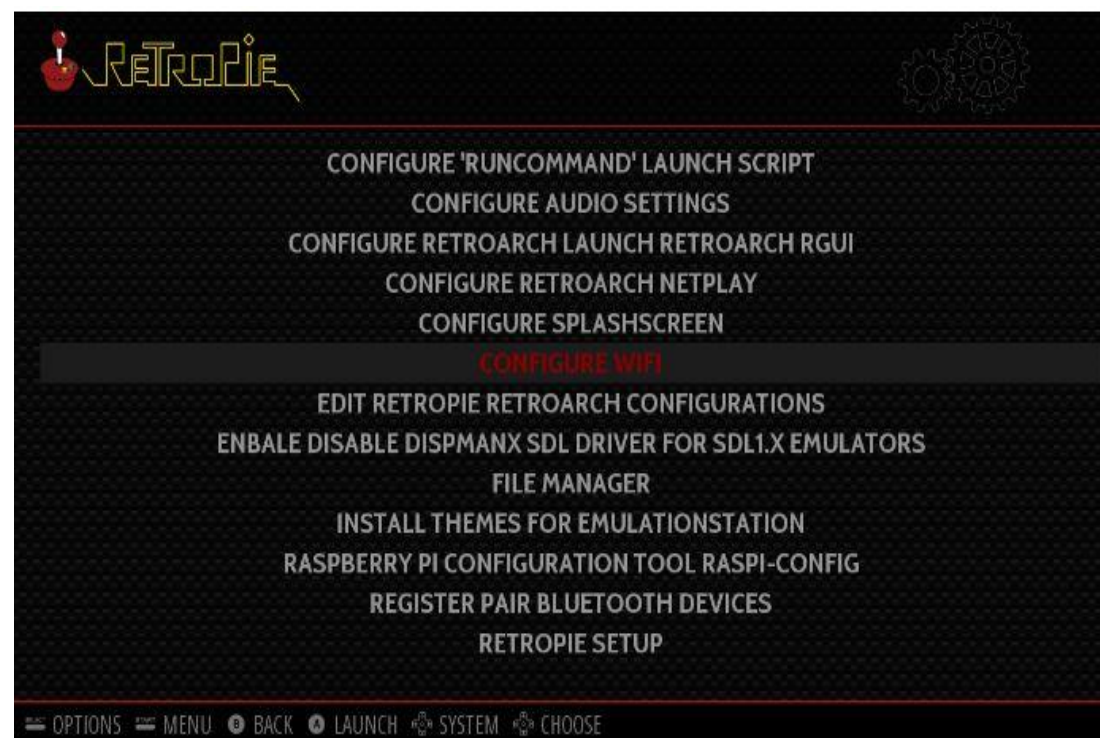 RETROPIE
CONFIGURE 'RUNCOMMAND' LAUNCH SCRIPT
CONFIGURE AUDIO SETTINGS
CONFIGURE RETROARCH LAUNCH RETROARCH RGUI
CONFIGURE RETROARCH NETPLAY
CONFIGURE SPLASHSCREEN
CONFIGURE WIFI
EDIT RETROPIE RETROARCH CONFIGURATIONS
ENBALE DISABLE DISPMANX SDL DRIVER FOR SDL1.X EMULATORS
FILE MANAGER
INSTALL THEMES FOR EMULATIONSTATION
RASPBERRY PI CONFIGURATION TOOL RASPI-CONFIG
REGISTER PAIR BLUETOOTH DEVICES
RETROPIE SETUP
SELECT OPTIONS START MENU B BACK A LAUNCH SYSTEM CHOOSE